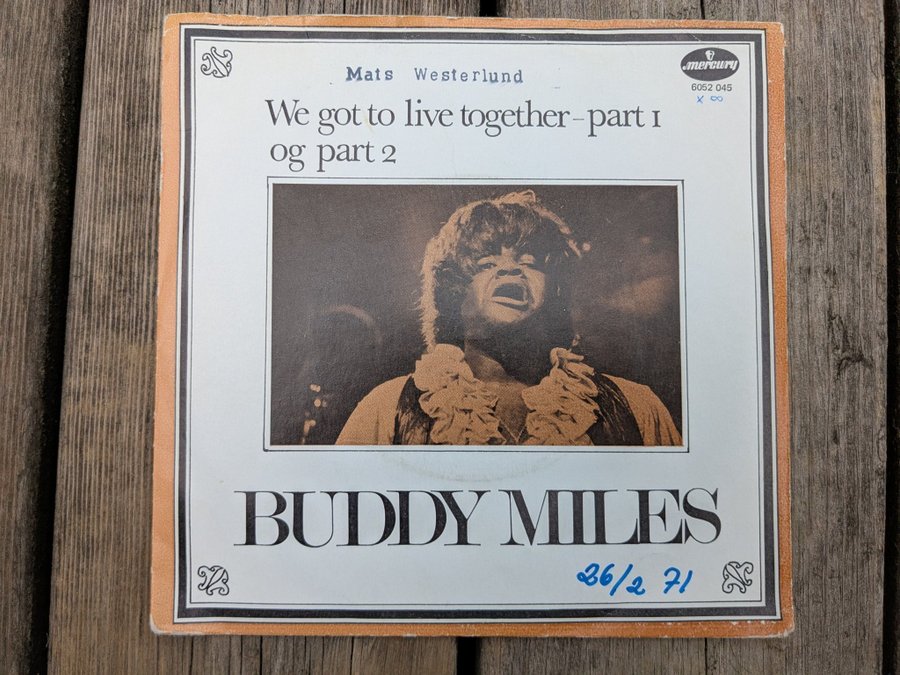 mercury
6052 045
x ∞
Mats Westerlund
We got to live together-part 1
og part 2
BUDDY MILES
26/2 71